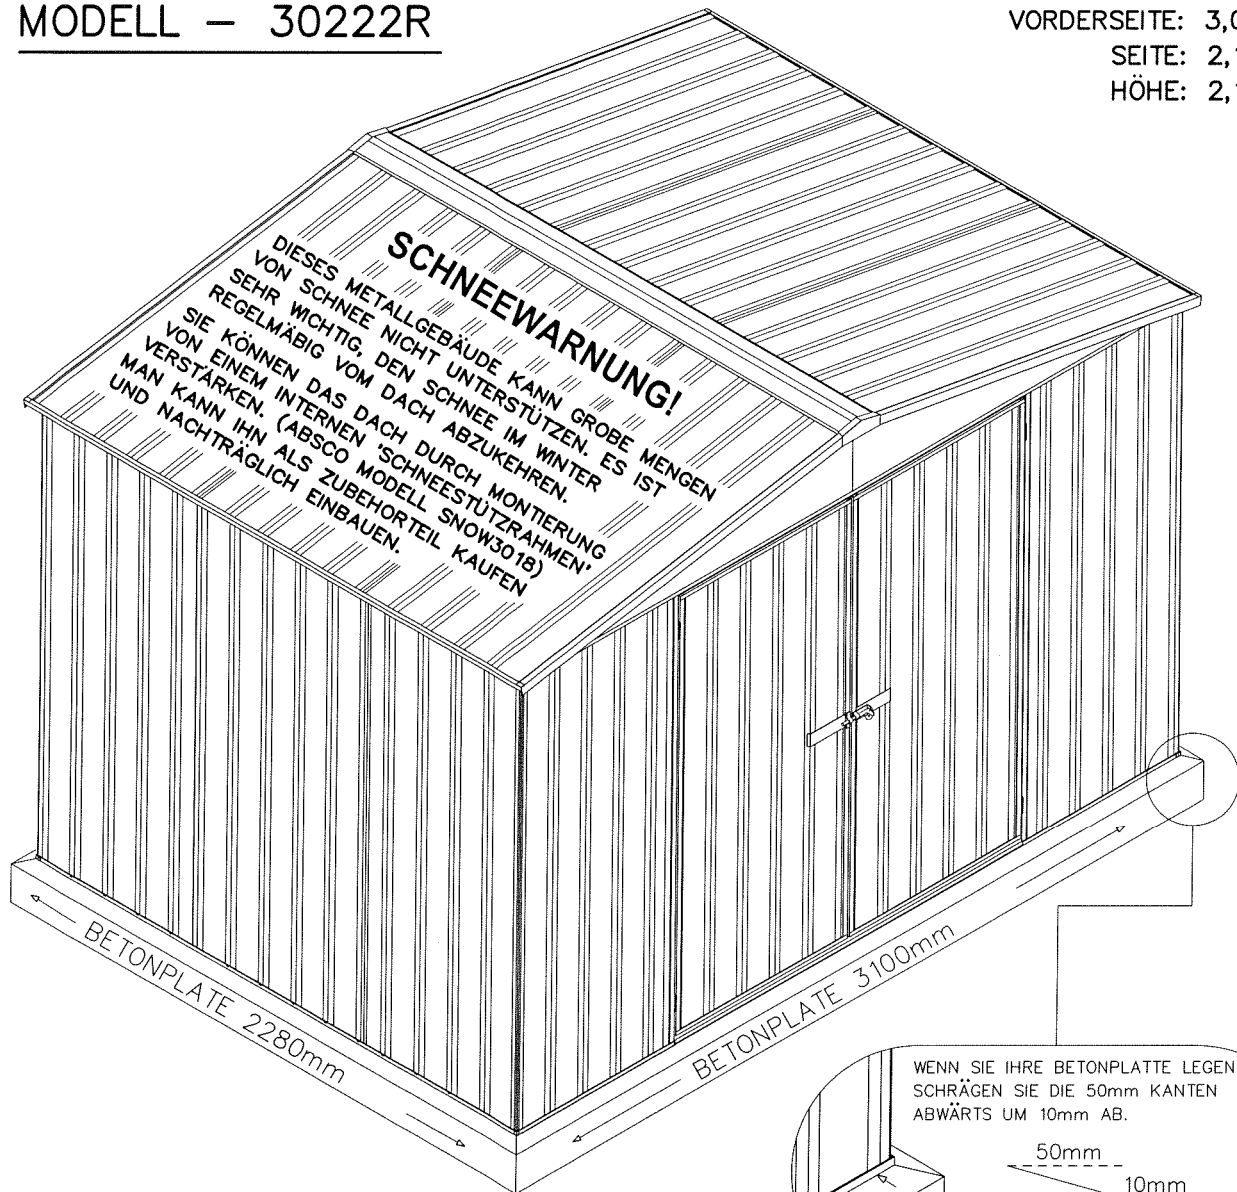 MODELL – 30222R
VORDERSEITE: 3,0
SEITE: 2,1
HÖHE: 2,1
SCHNEEWARNUNG!
DIESES METALLGEBÄUDE KANN GROBE MENGEN
VON SCHNEE NICHT UNTERSTÜTZEN. ES IST
SEHR WICHTIG, DEN SCHNEE IM WINTER
REGELMÄBIG VOM DACH ABZUKEHREN.
SIE KÖNNEN DAS DACH DURCH MONTIERUNG
VON EINEM INTERNEN 'SCHNEESTÜTZRAHMEN'
VERSTÄRKEN. (ABSCO MODELL SNOW3018)
MAN KANN IHN ALS ZUBEHORTEIL KAUFEN
UND NACHTRÄGLICH EINBAUEN.
BETONPLATE 2280mm
BETONPLATE 3100mm
WENN SIE IHRE BETONPLATTE LEGEN
SCHRÄGEN SIE DIE 50mm KANTEN
ABWÄRTS UM 10mm AB.
50mm
10mm